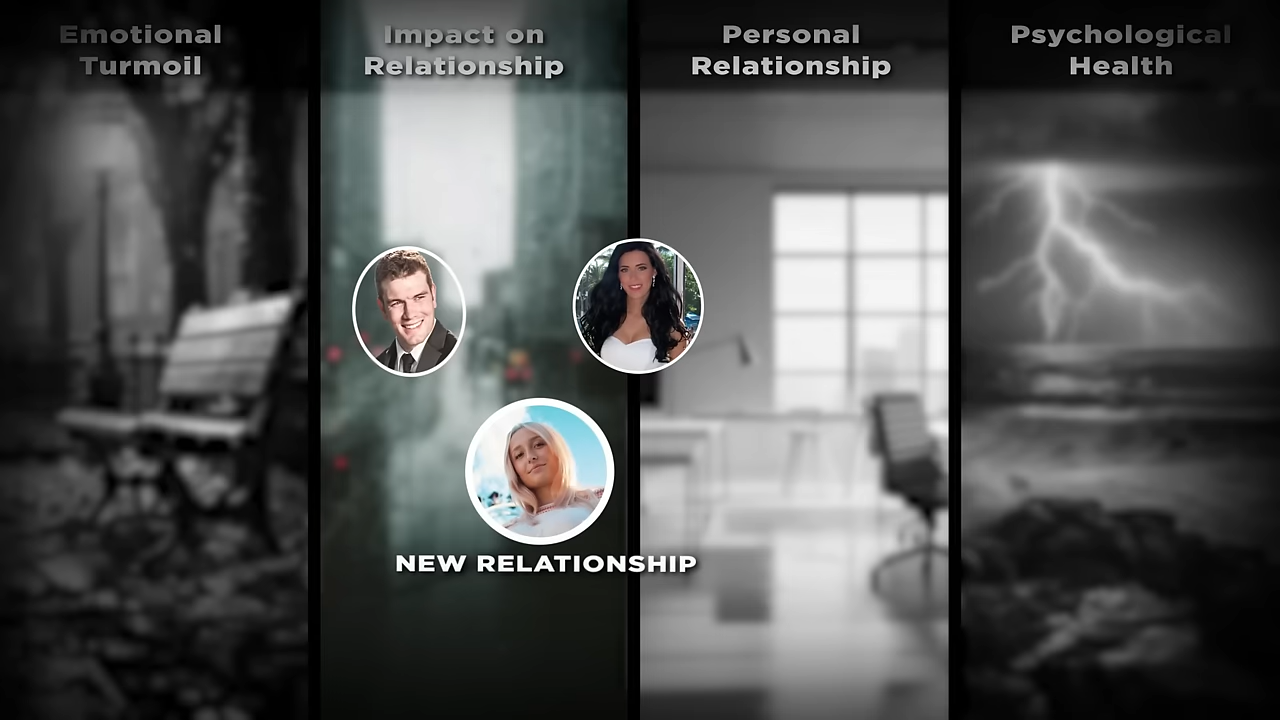 Emotional
Turmoil
Impact on
Relationship
Personal
Relationship
Psychological
Health
NEW RELATIONSHIP